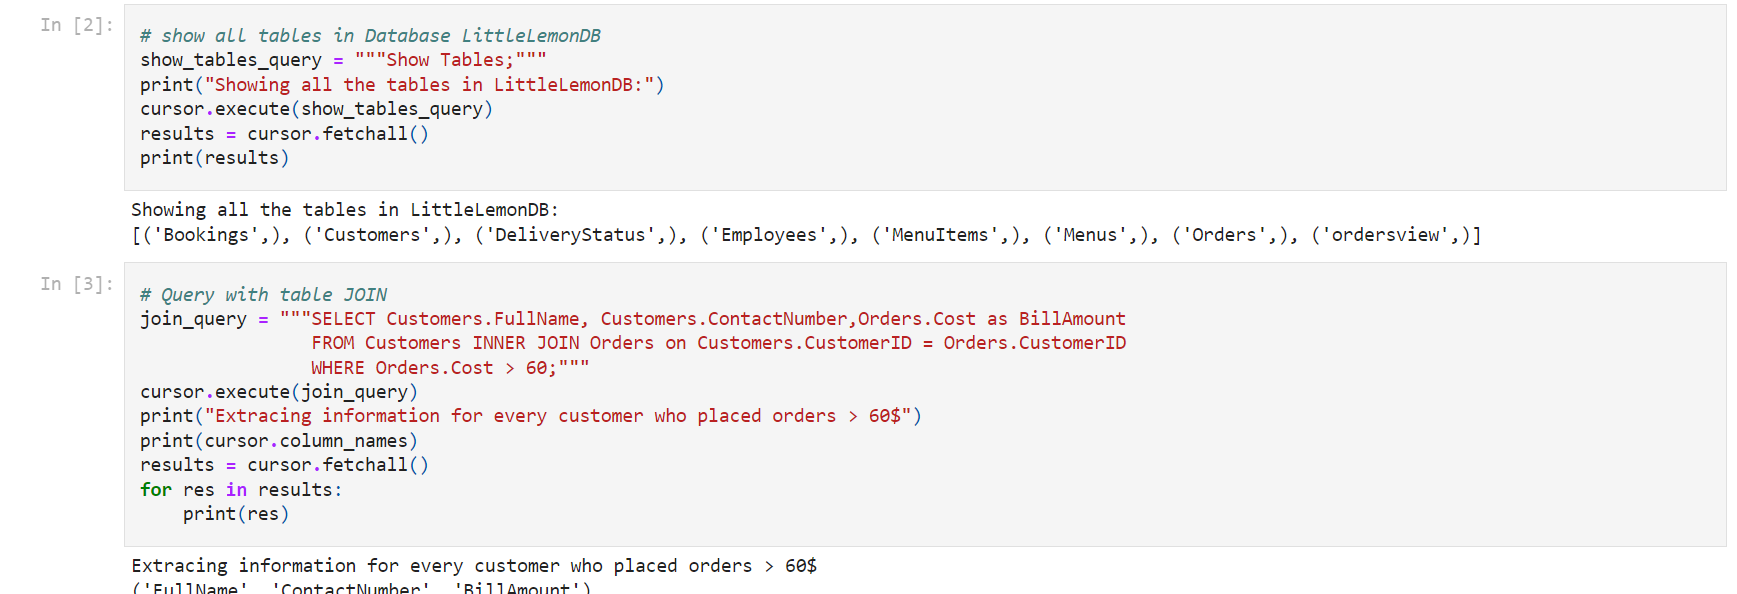 In [2]:
# show all tables in Database LittleLemonDB
show_tables_query = """Show Tables;"""
print("Showing all the tables in LittleLemonDB:")
cursor.execute(show_tables_query)
results = cursor.fetchall()
print(results)
Showing all the tables in LittleLemonDB:
[('Bookings',), ('Customers',), ('DeliveryStatus',), ('Employees',), ('MenuItems',), ('Menus',), ('Orders',), ('ordersview',)]
In [3]:
# Query with table JOIN
join_query = """SELECT Customers.FullName, Customers.ContactNumber,Orders.Cost as BillAmount
                FROM Customers INNER JOIN Orders on Customers.CustomerID = Orders.CustomerID
                WHERE Orders.Cost > 60;"""
cursor.execute(join_query)
print("Extracing information for every customer who placed orders > 60$")
print(cursor.column_names)
results = cursor.fetchall()
for res in results:
    print(res)
Extracing information for every customer who placed orders > 60$
('FullName', 'ContactNumber', 'BillAmount')